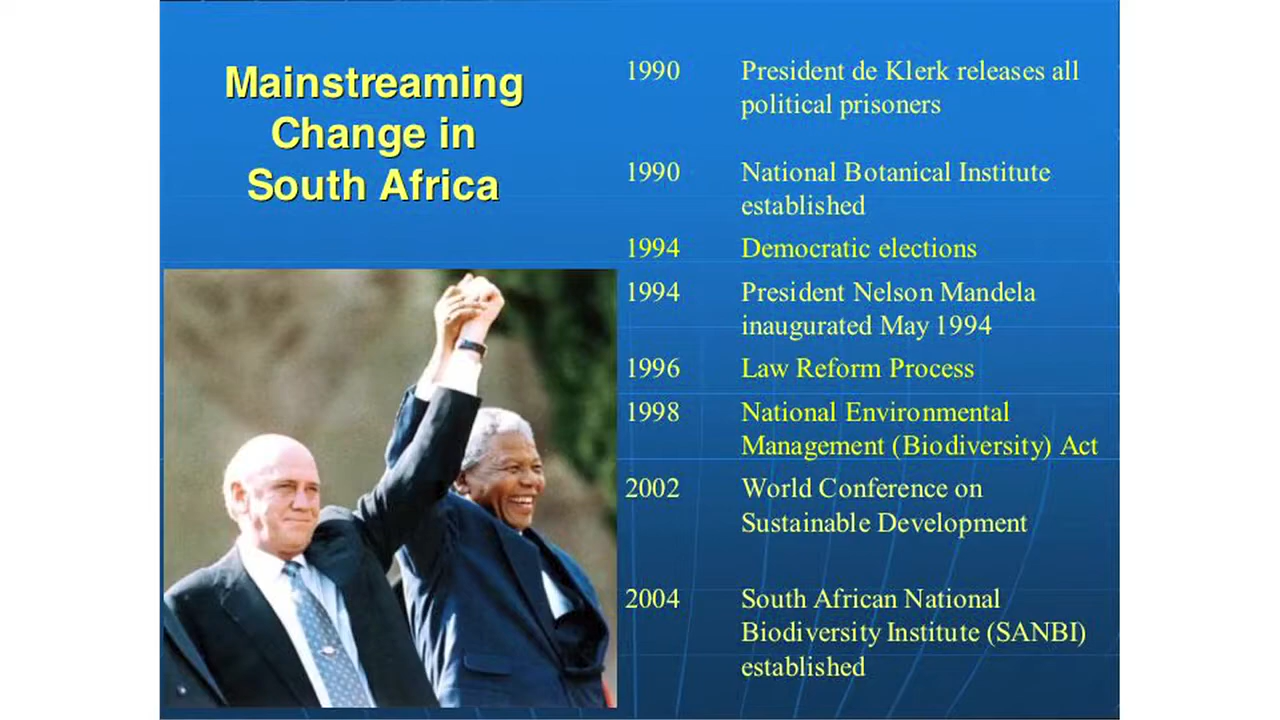 Mainstreaming
Change in
South Africa
1990 President de Klerk releases all
political prisoners
1990 National Botanical Institute
established
1994 Democratic elections
1994 President Nelson Mandela
inaugurated May 1994
1996 Law Reform Process
1998 National Environmental
Management (Biodiversity) Act
2002 World Conference on
Sustainable Development
2004 South African National
Biodiversity Institute (SANBI)
established